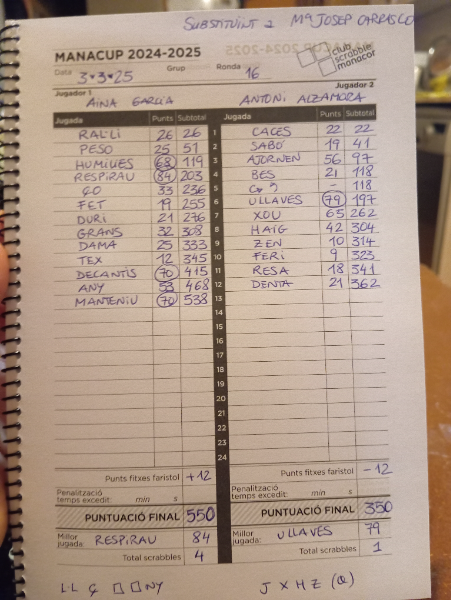 SUBSTITUINT A Mª JOSEP CARRASCO
MANACUP 2024-2025
club scrabble manacor
Data 3·3·25 Grup Ronda 16
Jugador 1 Jugador 2
AINA GARCIA ANTONI ALZAMORA
Jugada Punts Subtotal Jugada Punts Subtotal
RAL·LI 26 26 1 CACES 22 22
PESO 25 51 2 SABÓ 19 41
HUMILIES 68 119 3 AJORNEN 56 97
RESPIRAU 84 203 4 BES 21 118
ÇO 33 236 5 - 118
FET 19 255 6 ULLAVES 79 197
DURI 21 276 7 XOU 65 262
GRANS 32 308 8 HAIG 42 304
DAMA 25 333 9 ZEN 10 314
TEX 12 345 10 FERI 9 323
DECANTIS 70 415 11 RESA 18 341
ANY 53 468 12 DENTA 21 362
MANTENIU 70 538 13
14
15
16
17
18
19
20
21
22
23
24
Punts fitxes faristol +12 Punts fitxes faristol -12
Penalització temps excedit: min s Penalització temps excedit: min s
PUNTUACIÓ FINAL 550 PUNTUACIÓ FINAL 350
Millor jugada: RESPIRAU 84 Millor jugada: ULLAVES 79
Total scrabbles 4 Total scrabbles 1
LL Ç NY J X H Z (Q)